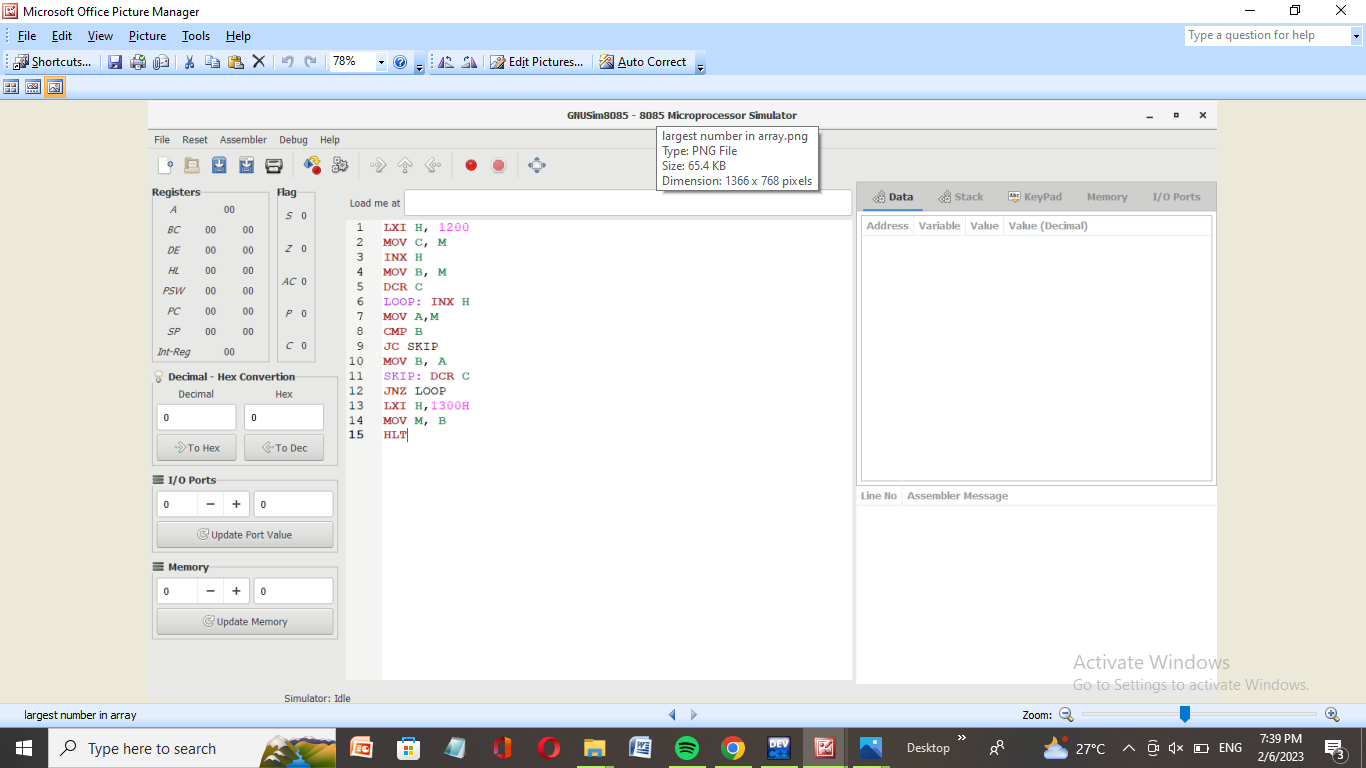 Microsoft Office Picture Manager
File Edit View Picture Tools Help
Type a question for help
Shortcuts...
78%
Edit Pictures...
Auto Correct
GNUSim8085 - 8085 Microprocessor Simulator
largest number in array.png
Type: PNG File
Size: 65.4 KB
Dimension: 1366 x 768 pixels
File Reset Assembler Debug Help
Registers
A 00
BC 00 00
DE 00 00
HL 00 00
PSW 00 00
PC 00 00
SP 00 00
Int-Reg 00
Flag
S 0
Z 0
AC 0
P 0
C 0
Decimal - Hex Convertion
Decimal Hex
0 0
To Hex To Dec
I/O Ports
0 - + 0
Update Port Value
Memory
0 - + 0
Update Memory
Load me at
1 LXI H, 1200
2 MOV C, M
3 INX H
4 MOV B, M
5 DCR C
6 LOOP: INX H
7 MOV A,M
8 CMP B
9 JC SKIP
10 MOV B, A
11 SKIP: DCR C
12 JNZ LOOP
13 LXI H,1300H
14 MOV M, B
15 HLT
Data Stack KeyPad Memory I/O Ports
Address Variable Value Value (Decimal)
Line No Assembler Message
Activate Windows
Go to Settings to activate Windows.
Simulator: Idle
largest number in array
Zoom:
Type here to search
EC
DEV
Desktop
27°C
ENG
7:39 PM
2/6/2023
3